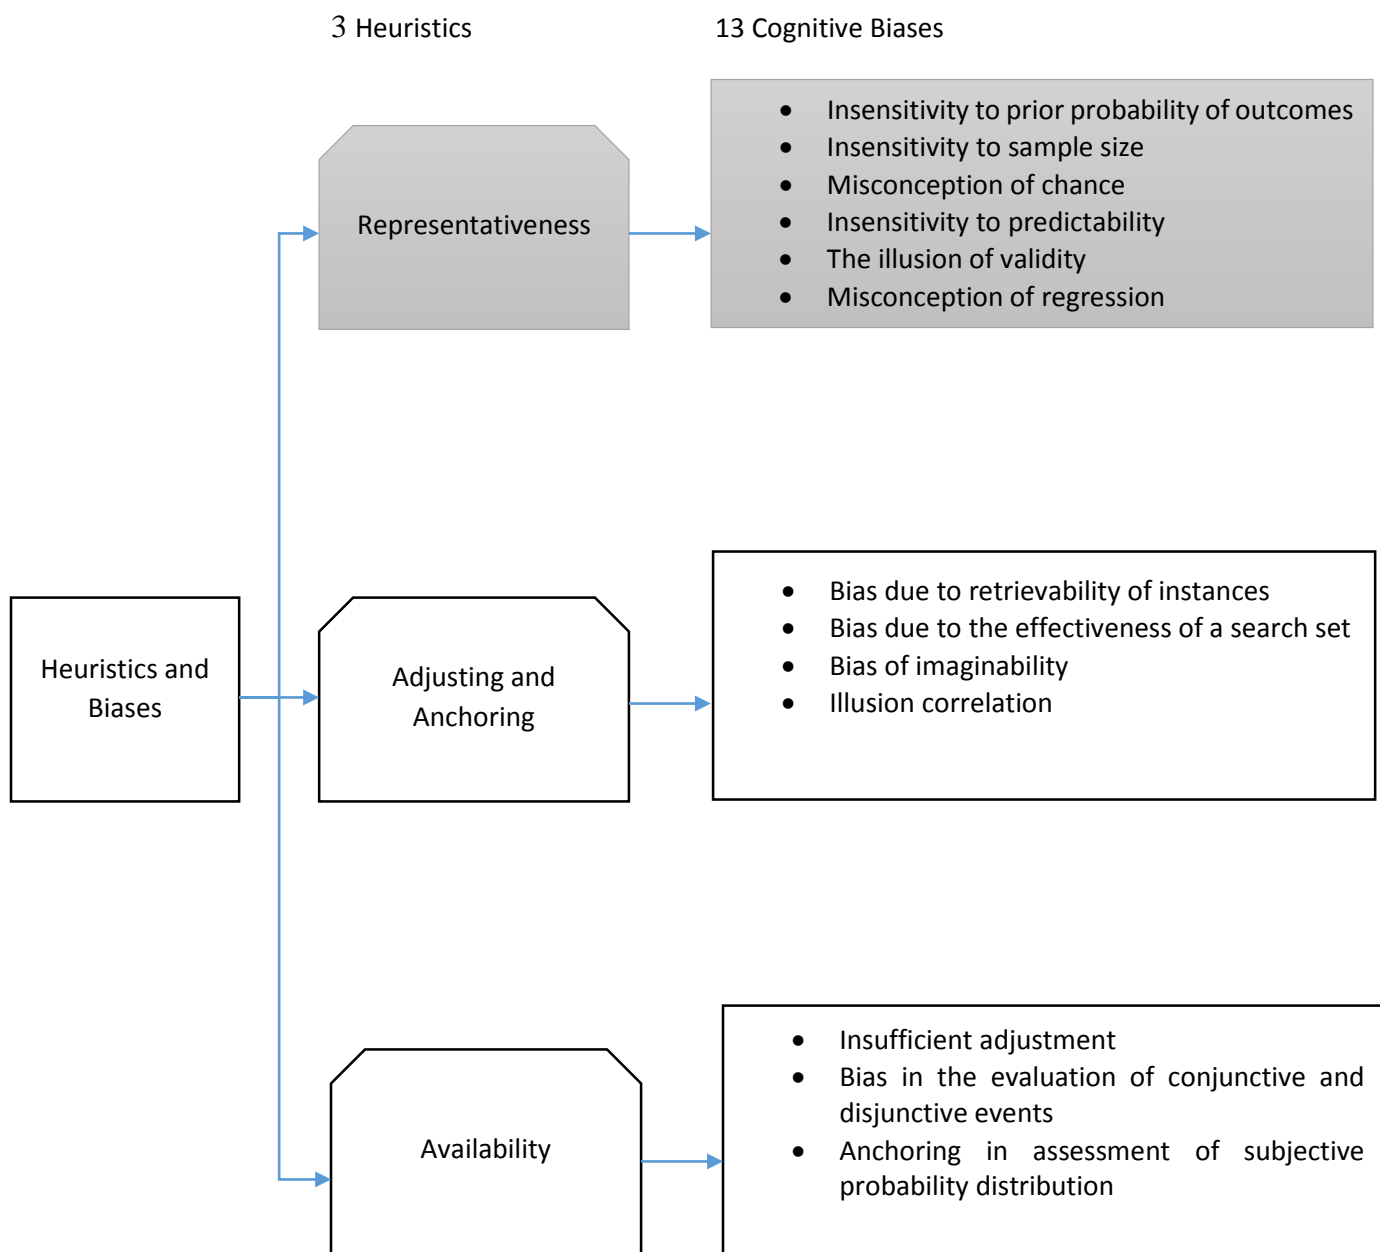 3 Heuristics
13 Cognitive Biases
• Insensitivity to prior probability of outcomes
• Insensitivity to sample size
• Misconception of chance
• Insensitivity to predictability
• The illusion of validity
• Misconception of regression
Representativeness
Heuristics and
Biases
Adjusting and
Anchoring
• Bias due to retrievability of instances
• Bias due to the effectiveness of a search set
• Bias of imaginability
• Illusion correlation
Availability
• Insufficient adjustment
• Bias in the evaluation of conjunctive and
disjunctive events
• Anchoring in assessment of subjective
probability distribution